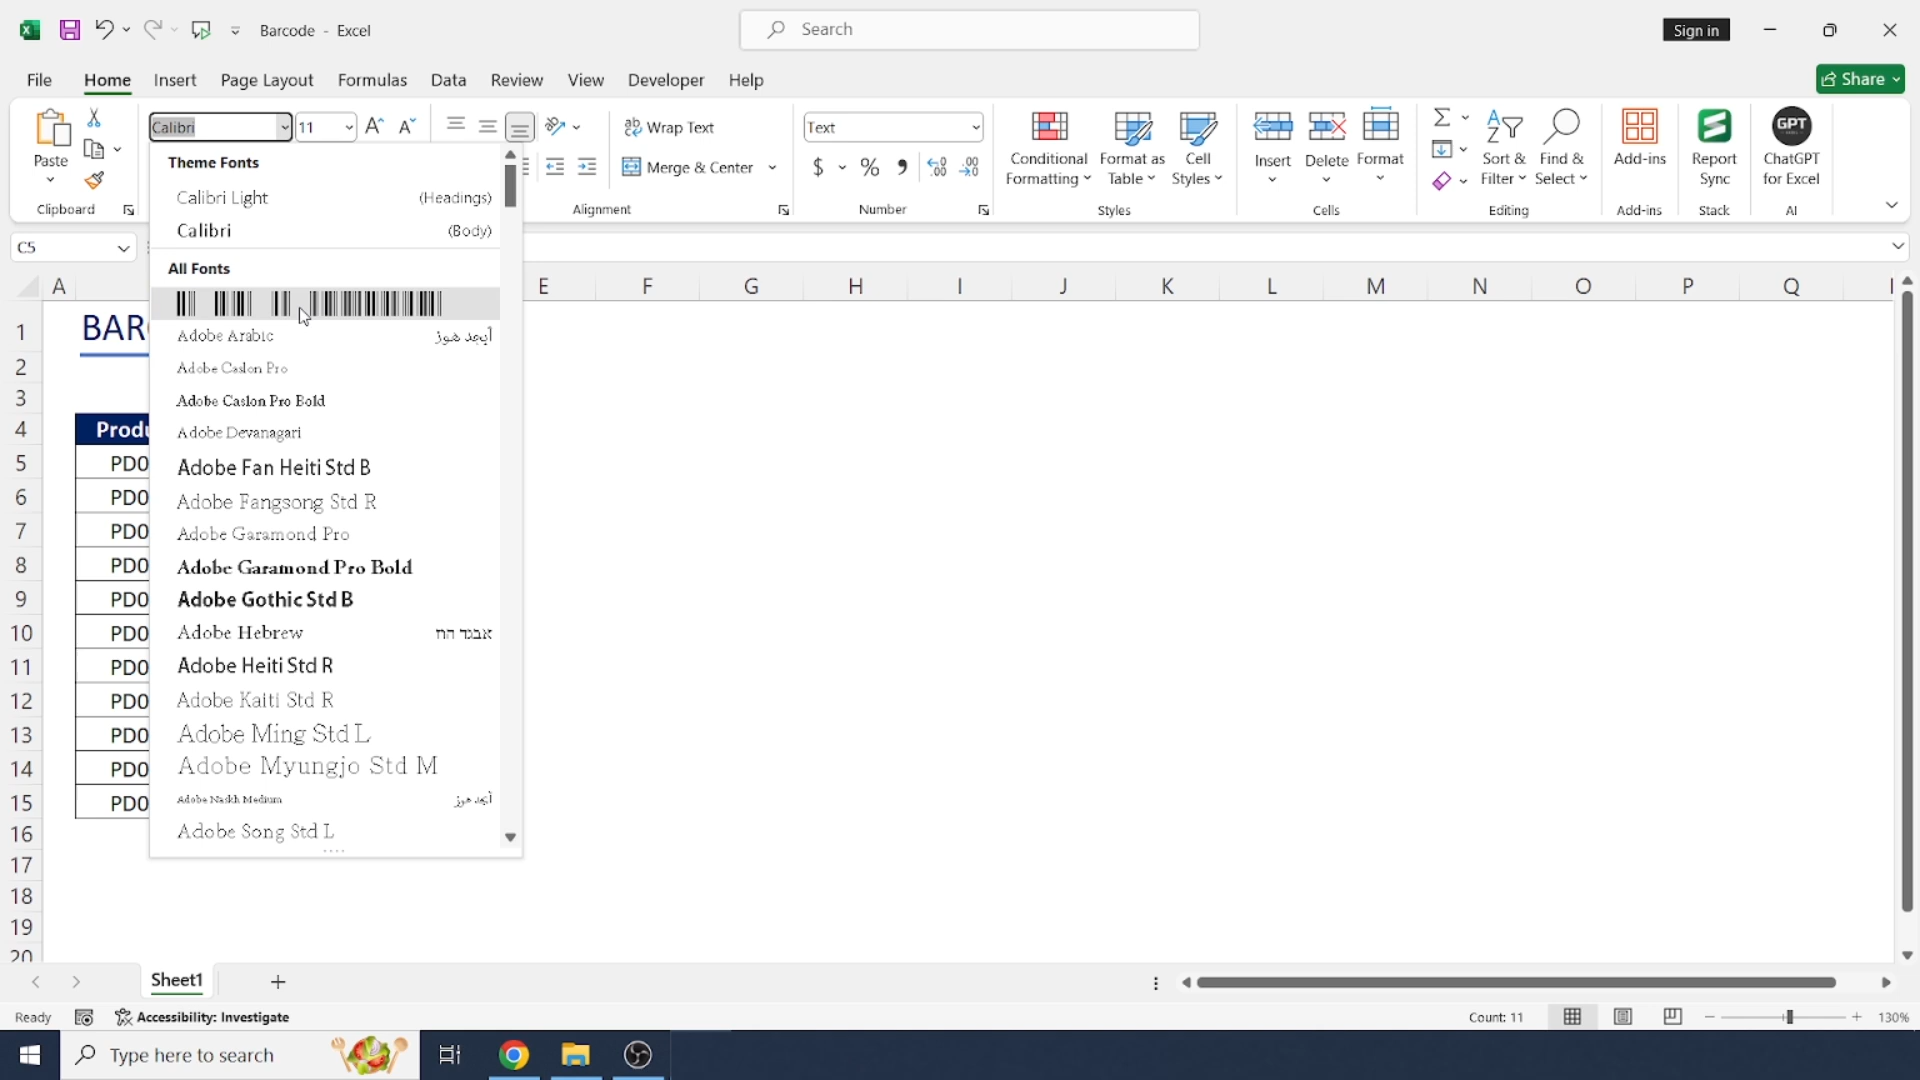 Barcode - Excel
Search
Sign in
File Home Insert Page Layout Formulas Data Review View Developer Help
Share
Paste
Clipboard
Calibri
11
Wrap Text
Merge & Center
Alignment
Text
$ % 9
Number
Conditional Formatting
Format as Table
Cell Styles
Styles
Insert
Delete
Format
Cells
Sort & Filter
Find & Select
Editing
Add-ins
Add-ins
Report Sync
Stack
GPT
ChatGPT for Excel
AI
C5
Theme Fonts
Calibri Light (Headings)
Calibri (Body)
All Fonts
Adobe Arabic أيجد هوز
Adobe Caslon Pro
Adobe Caslon Pro Bold
Adobe Devanagari
Adobe Fan Heiti Std B
Adobe Fangsong Std R
Adobe Garamond Pro
Adobe Garamond Pro Bold
Adobe Gothic Std B
Adobe Hebrew אבגד הוז
Adobe Heiti Std R
Adobe Kaiti Std R
Adobe Ming Std L
Adobe Myungjo Std M
Adobe Naskh Medium أيجد هوز
Adobe Song Std L
A E F G H I J K L M N O P Q
1 BAR
2
3
4 Produ
5 PD0
6 PD0
7 PD0
8 PD0
9 PD0
10 PD0
11 PD0
12 PD0
13 PD0
14 PD0
15 PD0
16
17
18
19
20
Sheet1
Ready
Accessibility: Investigate
Count: 11
130%
Type here to search